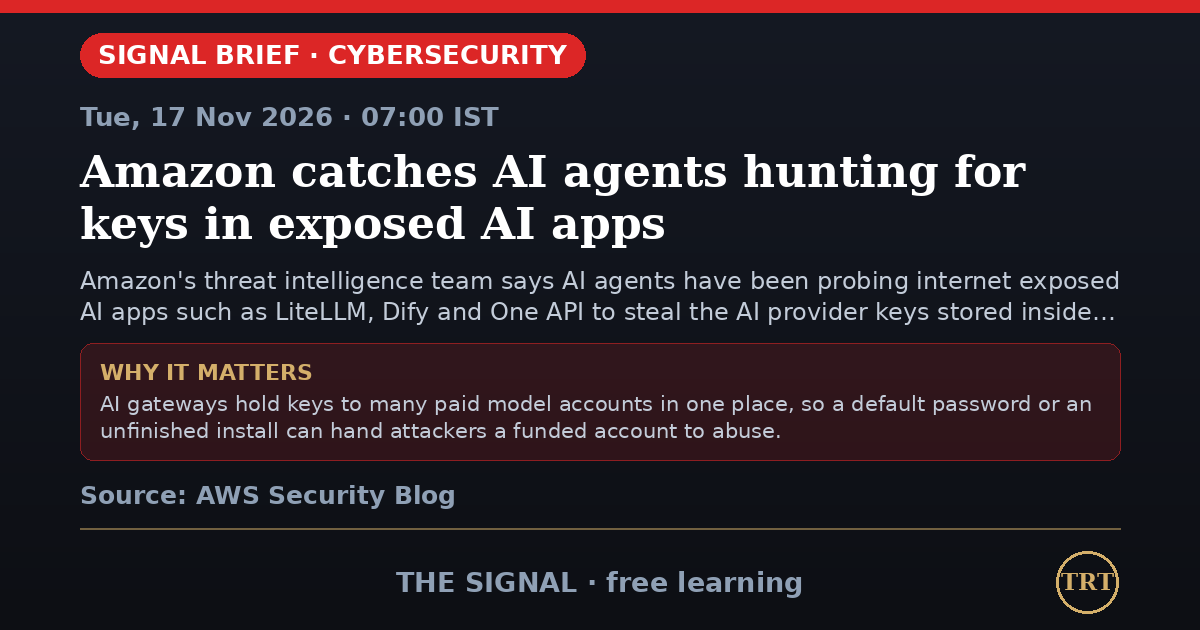 SIGNAL BRIEF · CYBERSECURITY
Tue, 17 Nov 2026 · 07:00 IST
Amazon catches AI agents hunting for
keys in exposed AI apps
Amazon's threat intelligence team says AI agents have been probing internet exposed
AI apps such as LiteLLM, Dify and One API to steal the AI provider keys stored inside…
WHY IT MATTERS
AI gateways hold keys to many paid model accounts in one place, so a default password or an
unfinished install can hand attackers a funded account to abuse.
Source: AWS Security Blog
THE SIGNAL · free learning
TRT